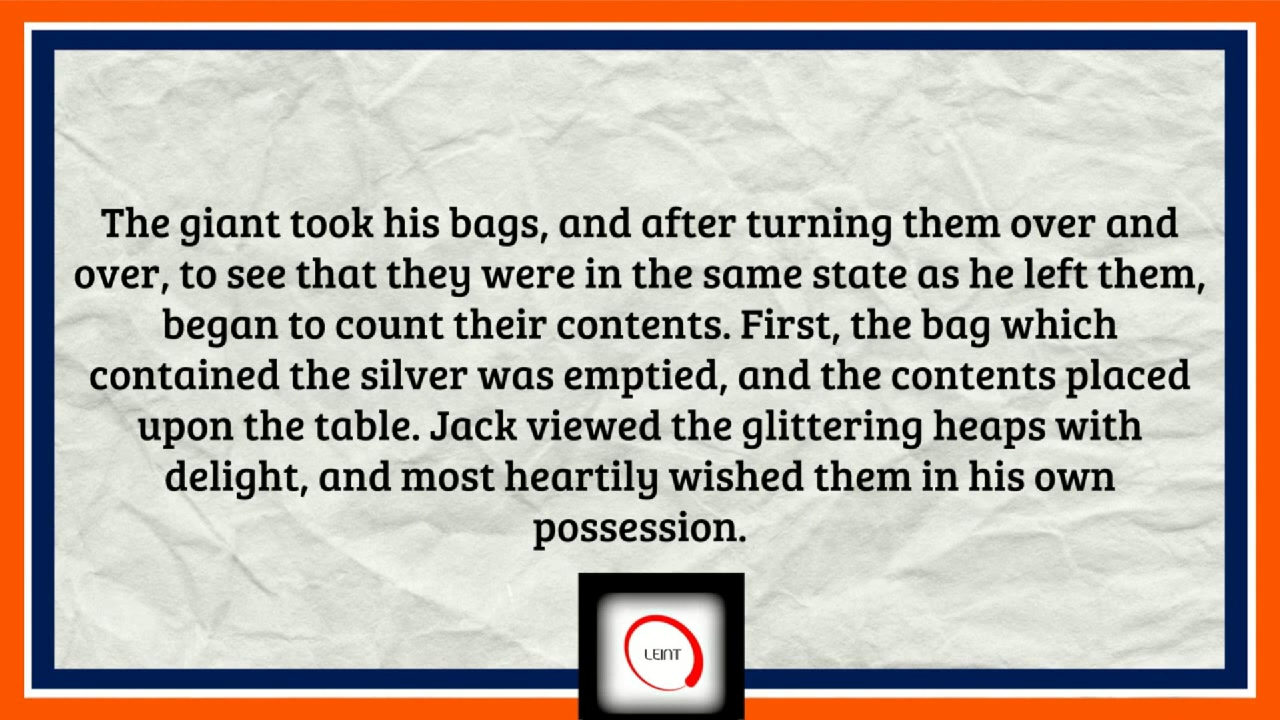 The giant took his bags, and after turning them over and
over, to see that they were in the same state as he left them,
began to count their contents. First, the bag which
contained the silver was emptied, and the contents placed
upon the table. Jack viewed the glittering heaps with
delight, and most heartily wished them in his own
possession.
LEINT